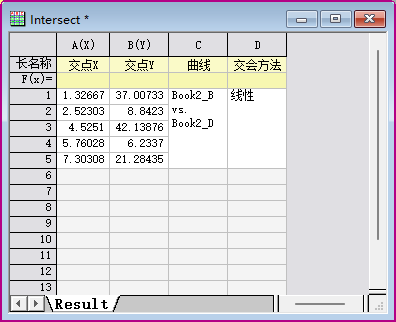 Intersect *
A(X) B(Y) C D
长名称 交点X 交点Y 曲线 交会方法
F(x)=
1 1.32667 37.00733 Book2_B 线性
2 2.52303 8.8423 vs.
3 4.5251 42.13876 Book2_D
4 5.76028 6.2337
5 7.30308 21.28435
6
7
8
9
10
11
12
13
Result